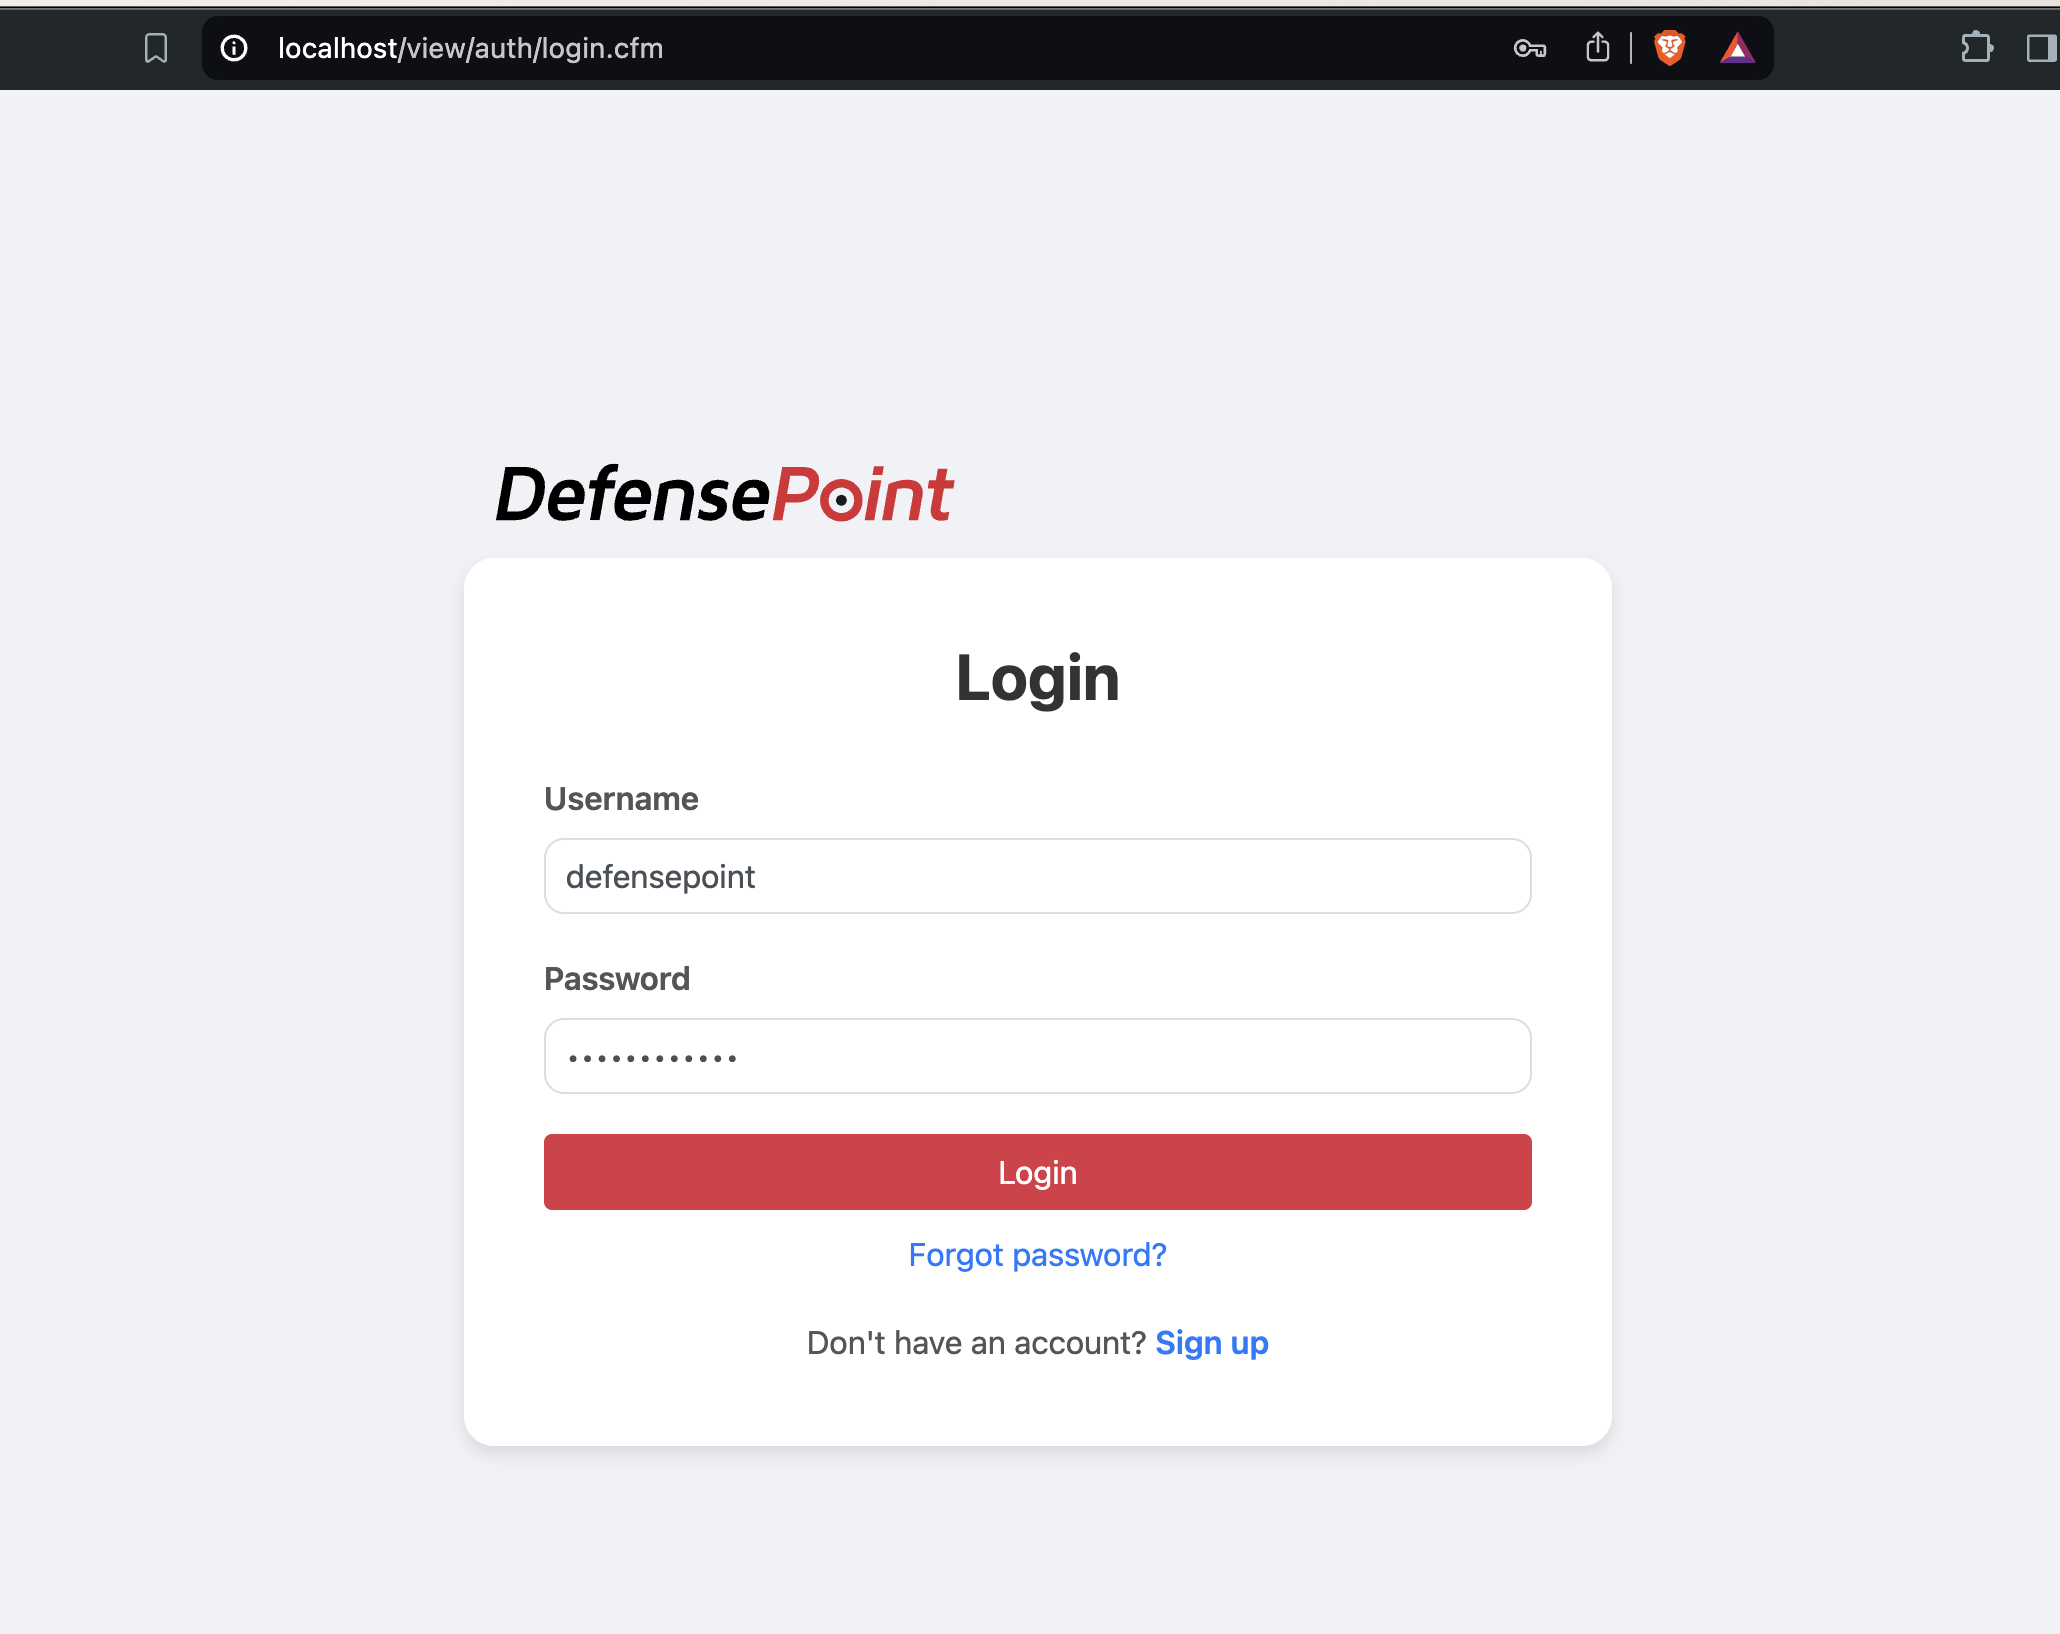 localhost/view/auth/login.cfm
DefensePoint
Login
Username
defensepoint
Password
••••••••••••
Login
Forgot password?
Don't have an account? Sign up